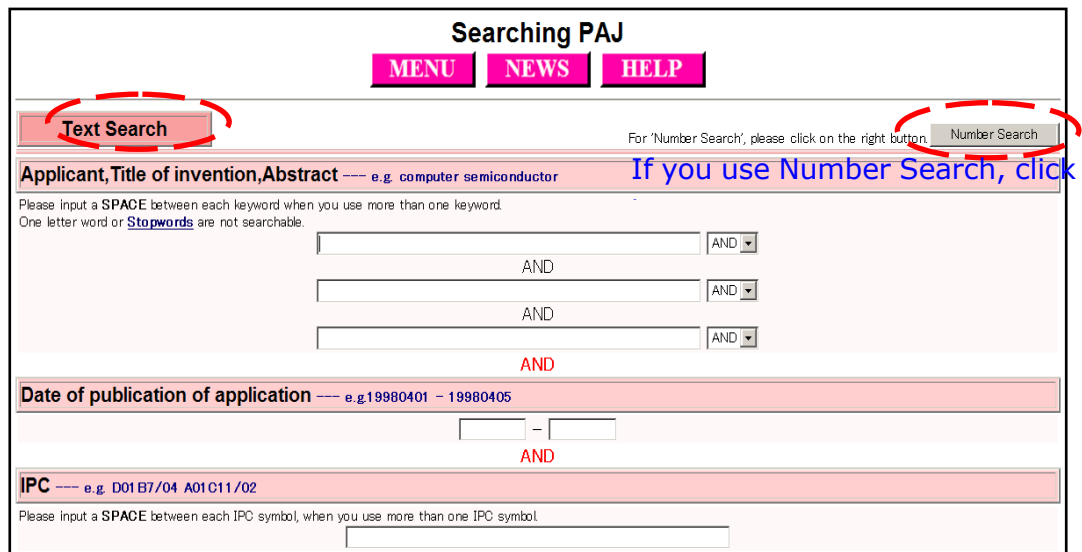 Searching PAJ
MENU NEWS HELP
Text Search
For 'Number Search', please click on the right button. Number Search
If you use Number Search, click
Applicant,Title of invention,Abstract --- e.g. computer semiconductor
Please input a SPACE between each keyword when you use more than one keyword.
One letter word or Stopwords are not searchable.
AND
AND
AND
AND
AND
AND
Date of publication of application --- e.g.19980401 - 19980405
-
AND
IPC --- e.g. D01B7/04 A01C11/02
Please input a SPACE between each IPC symbol, when you use more than one IPC symbol.